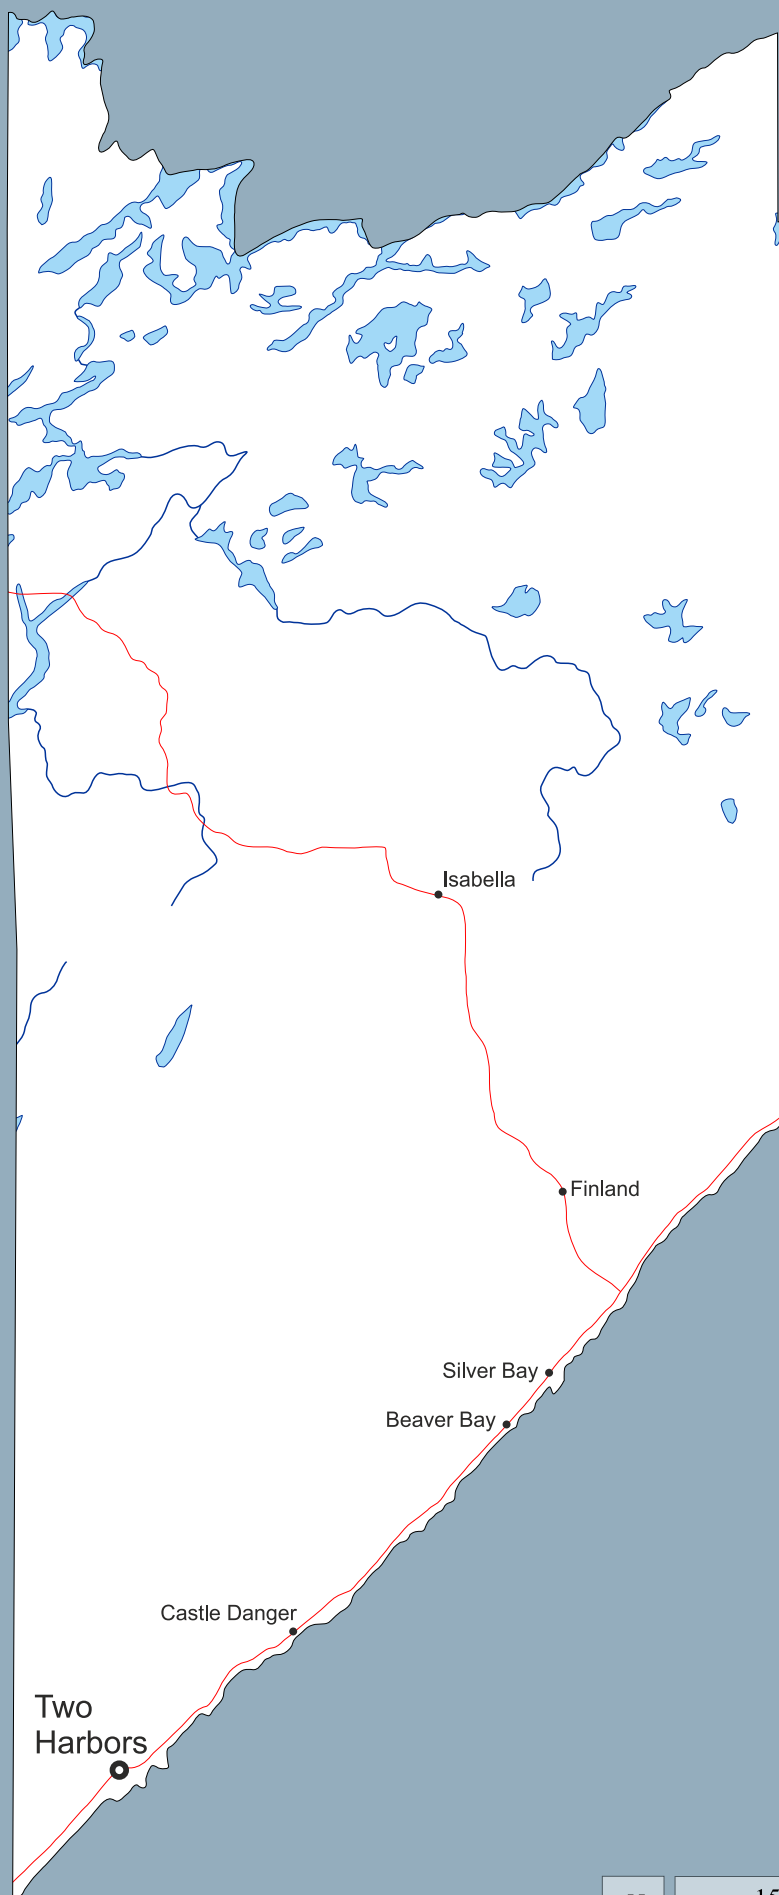 Isabella
Finland
Silver Bay
Beaver Bay
Castle Danger
Two
Harbors